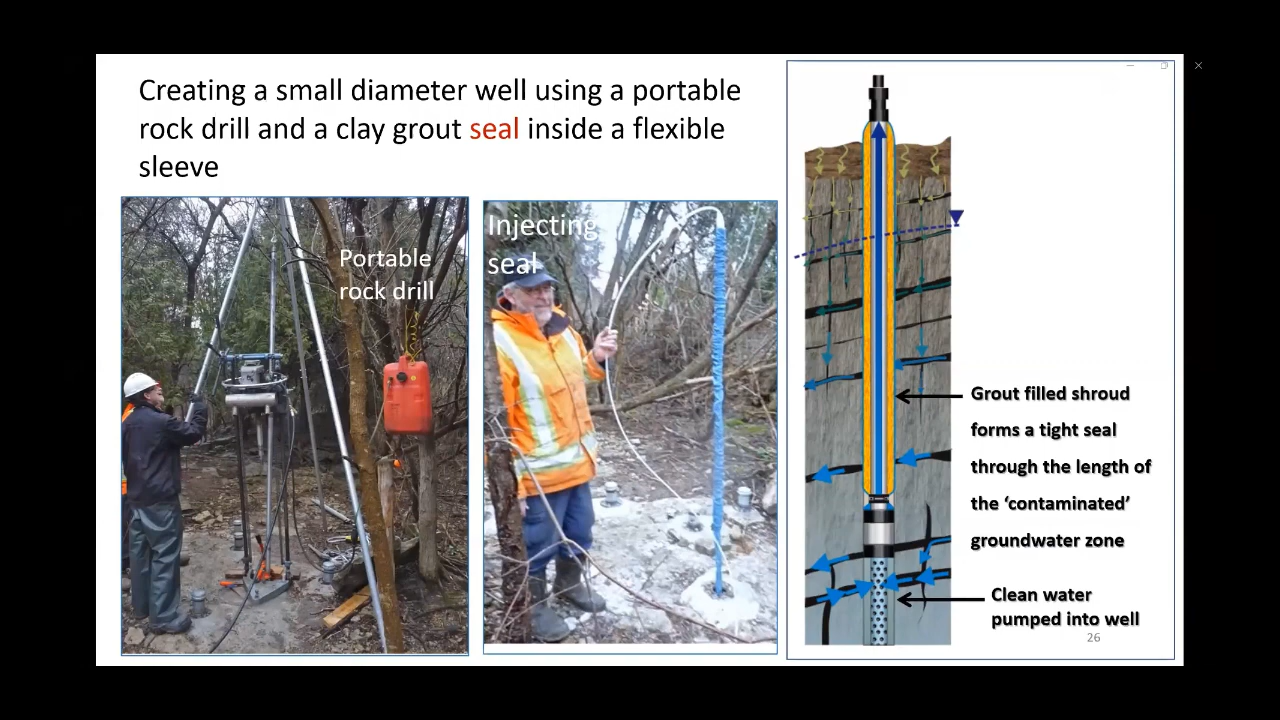 Creating a small diameter well using a portable
rock drill and a clay grout seal inside a flexible
sleeve
Portable
rock drill
Injecting
seal
Grout filled shroud
forms a tight seal
through the length of
the ‘contaminated’
groundwater zone
Clean water
pumped into well
26